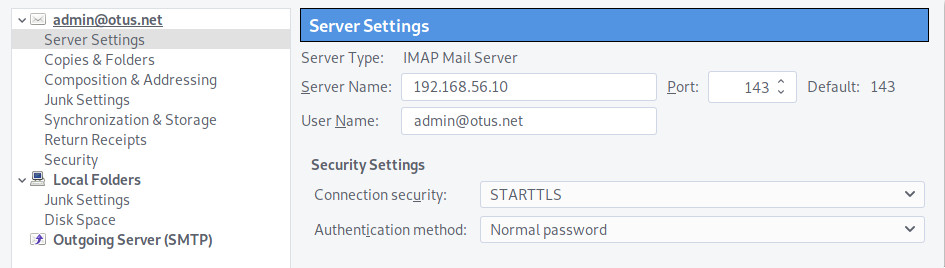 admin@otus.net
Server Settings
Copies & Folders
Composition & Addressing
Junk Settings
Synchronization & Storage
Return Receipts
Security
Local Folders
Junk Settings
Disk Space
Outgoing Server (SMTP)
Server Settings
Server Type: IMAP Mail Server
Server Name: 192.168.56.10 Port: 143 Default: 143
User Name: admin@otus.net
Security Settings
Connection security: STARTTLS
Authentication method: Normal password